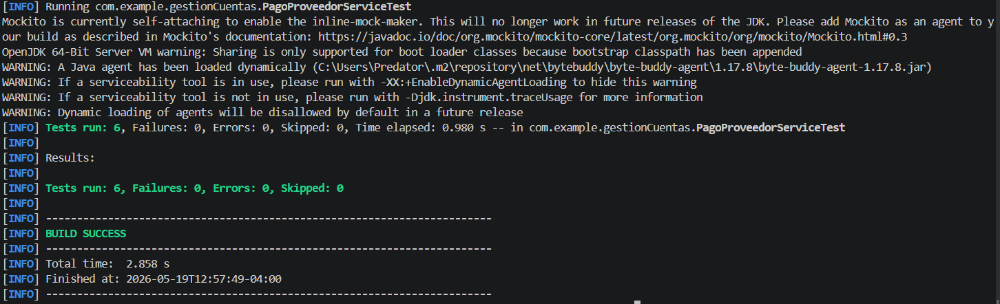 [INFO] Running com.example.gestionCuentas.PagoProveedorServiceTest
Mockito is currently self-attaching to enable the inline-mock-maker. This will no longer work in future releases of the JDK. Please add Mockito as an agent to y
our build as described in Mockito's documentation: https://javadoc.io/doc/org.mockito/mockito-core/latest/org.mockito/org/mockito/Mockito.html#0.3
OpenJDK 64-Bit Server VM warning: Sharing is only supported for boot loader classes because bootstrap classpath has been appended
WARNING: A Java agent has been loaded dynamically (C:\Users\Predator\.m2\repository\net\bytebuddy\byte-buddy-agent\1.17.8\byte-buddy-agent-1.17.8.jar)
WARNING: If a serviceability tool is in use, please run with -XX:+EnableDynamicAgentLoading to hide this warning
WARNING: If a serviceability tool is not in use, please run with -Djdk.instrument.traceUsage for more information
WARNING: Dynamic loading of agents will be disallowed by default in a future release
[INFO] Tests run: 6, Failures: 0, Errors: 0, Skipped: 0, Time elapsed: 0.980 s -- in com.example.gestionCuentas.PagoProveedorServiceTest
[INFO]
[INFO] Results:
[INFO]
[INFO] Tests run: 6, Failures: 0, Errors: 0, Skipped: 0
[INFO]
[INFO] ------------------------------------------------------------------------
[INFO] BUILD SUCCESS
[INFO] ------------------------------------------------------------------------
[INFO] Total time:  2.858 s
[INFO] Finished at: 2026-05-19T12:57:49-04:00
[INFO] ------------------------------------------------------------------------